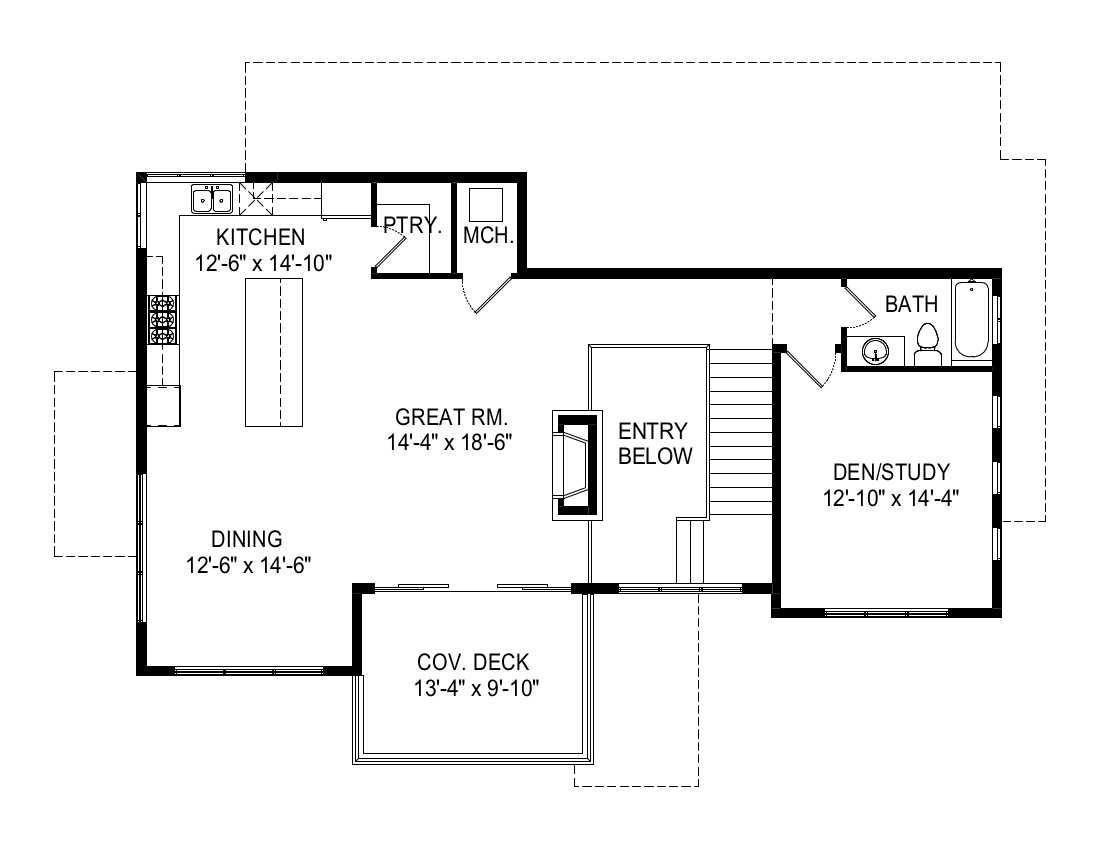 PTRY.
MCH.
KITCHEN
12'-6" x 14'-10"
BATH
GREAT RM.
14'-4" x 18'-6"
ENTRY
BELOW
DEN/STUDY
12'-10" x 14'-4"
DINING
12'-6" x 14'-6"
COV. DECK
13'-4" x 9'-10"